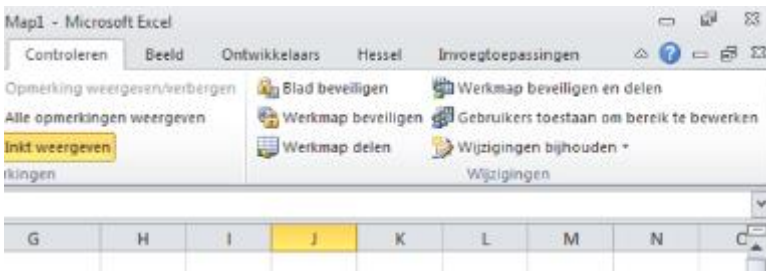 Map1 - Microsoft Excel
Controleren Beeld Ontwikkelaars Hessel Invoegtoepassingen
Opmerking weergeven/verbergen Blad beveiligen Werkmap beveiligen en delen
Alle opmerkingen weergeven Werkmap beveiligen Gebruikers toestaan om bereik te bewerken
Inkt weergeven Werkmap delen Wijzigingen bijhouden
rkingen Wijzigingen
G H I J K L M N